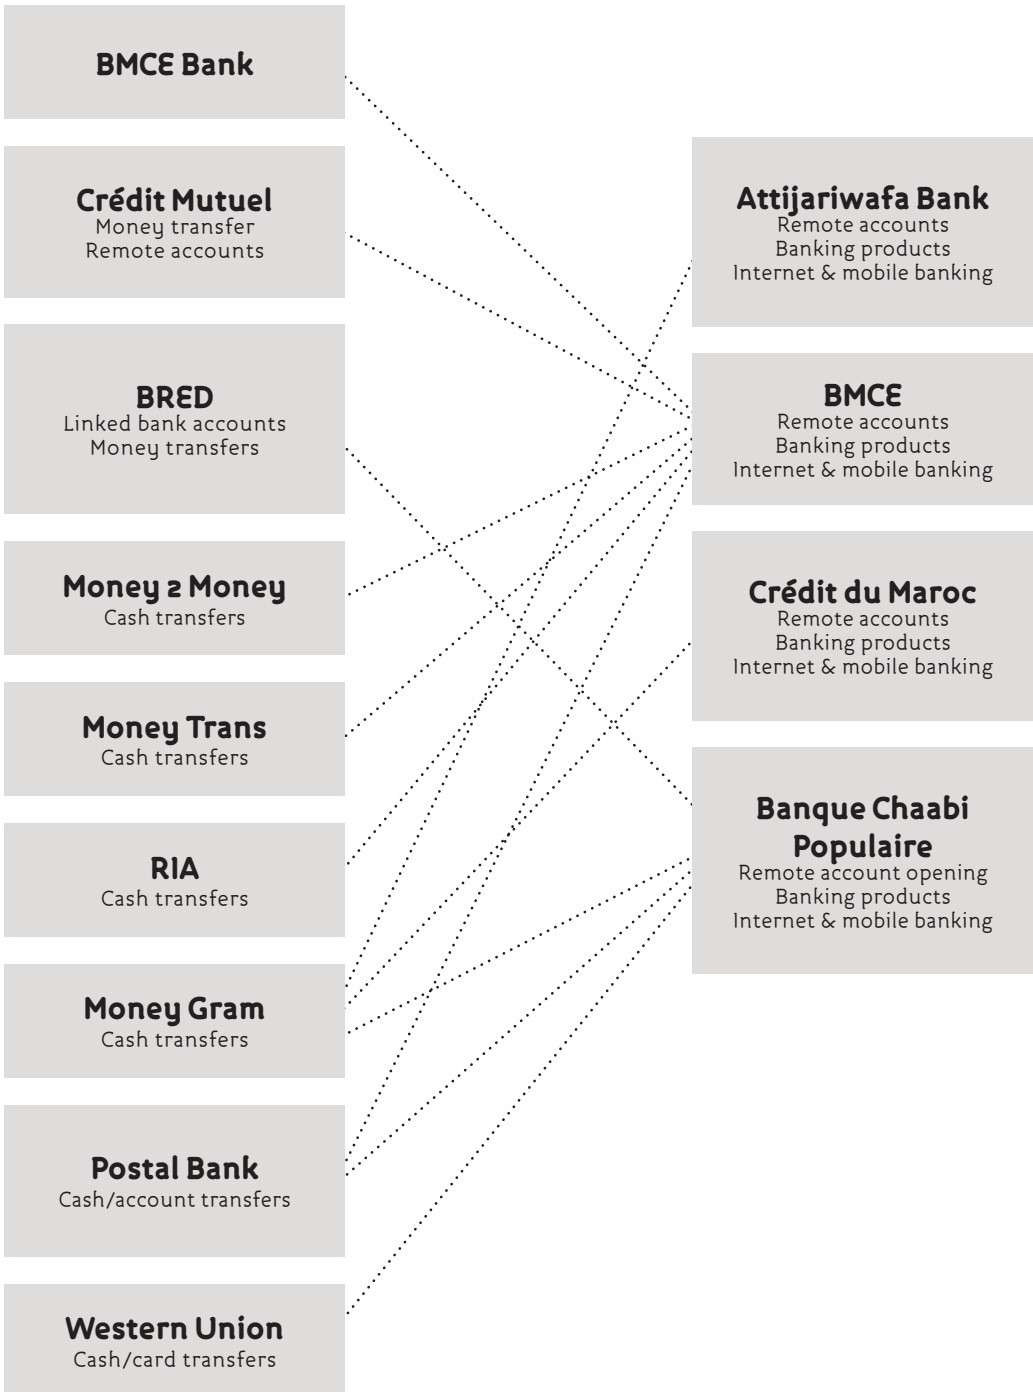 BMCE Bank
Crédit Mutuel
Money transfer
Remote accounts
BRED
Linked bank accounts
Money transfers
Money 2 Money
Cash transfers
Money Trans
Cash transfers
RIA
Cash transfers
Money Gram
Cash transfers
Postal Bank
Cash/account transfers
Western Union
Cash/card transfers
Attijariwafa Bank
Remote accounts
Banking products
Internet & mobile banking
BMCE
Remote accounts
Banking products
Internet & mobile banking
Crédit du Maroc
Remote accounts
Banking products
Internet & mobile banking
Banque Chaabi
Populaire
Remote account opening
Banking products
Internet & mobile banking